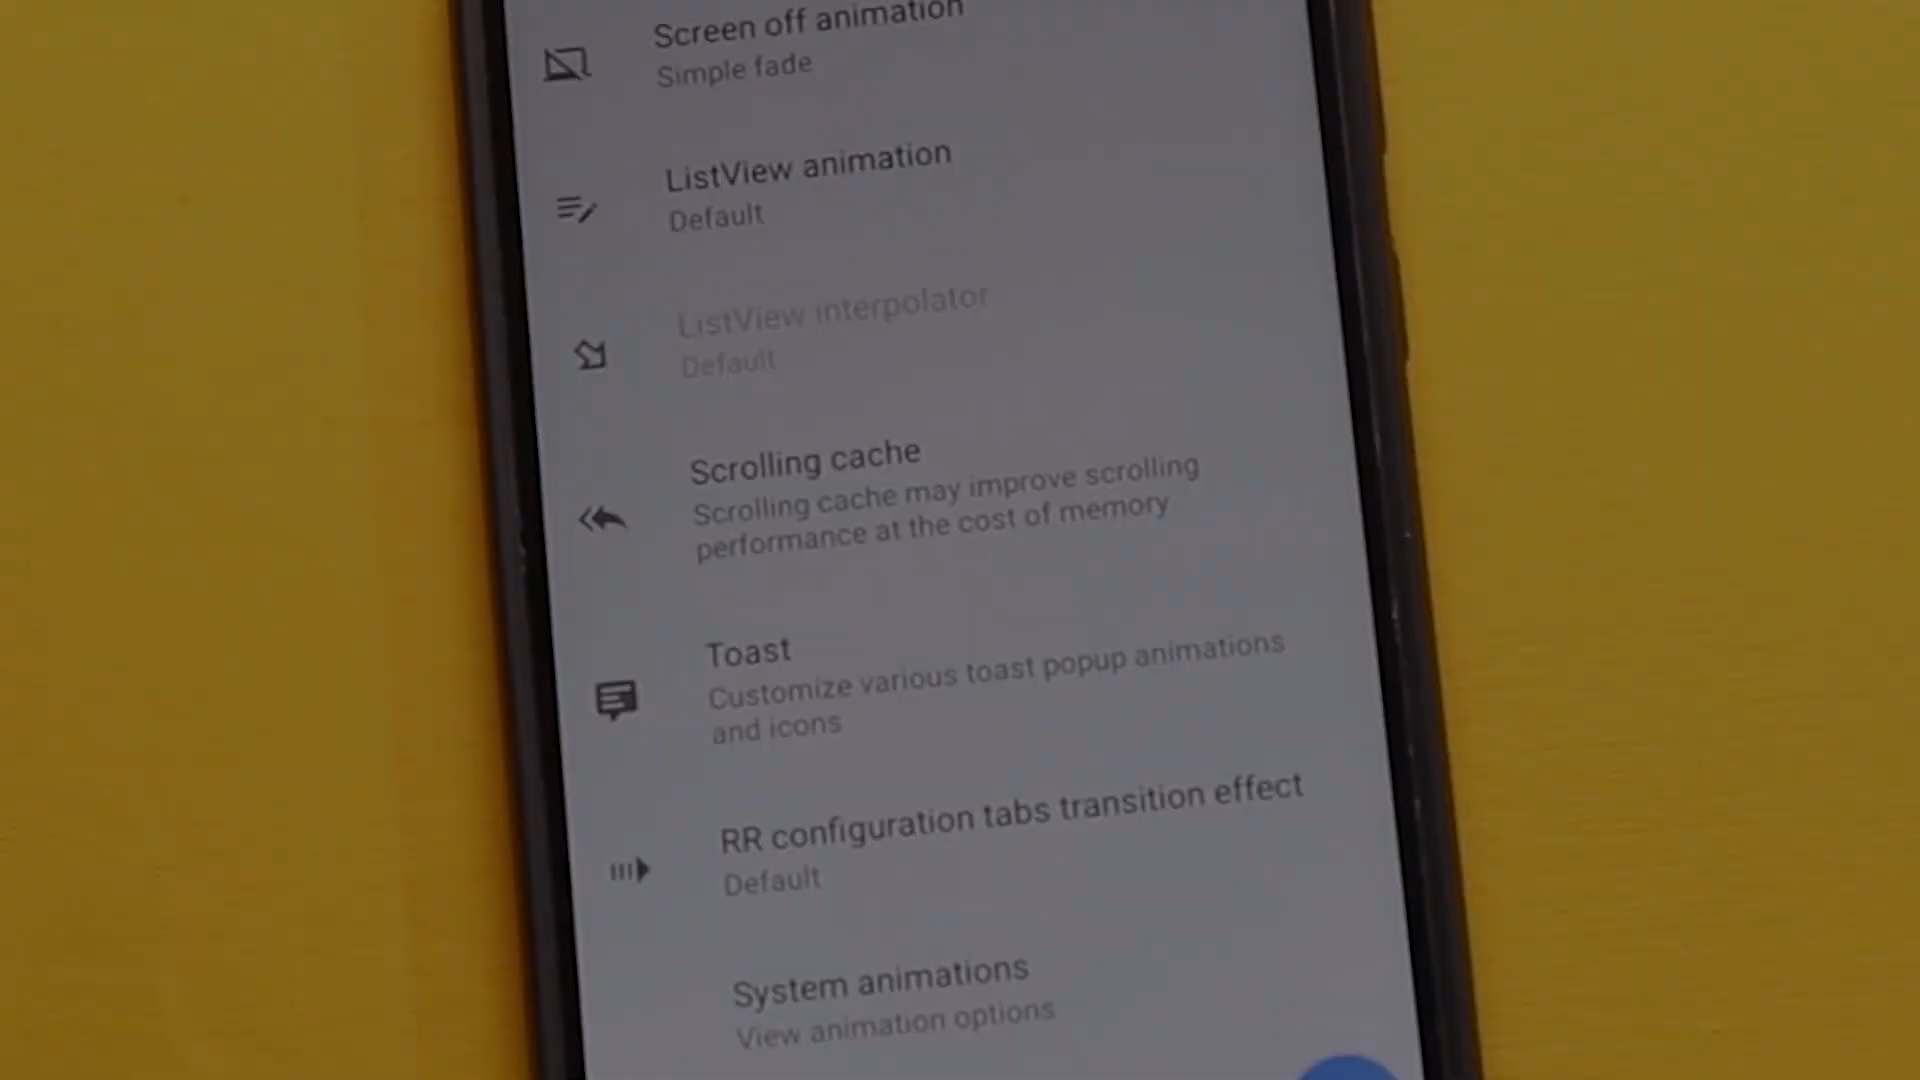 Screen off animation
Simple fade
ListView animation
Default
ListView interpolator
Default
Scrolling cache
Scrolling cache may improve scrolling
performance at the cost of memory
Toast
Customize various toast popup animations
and icons
RR configuration tabs transition effect
Default
System animations
View animation options